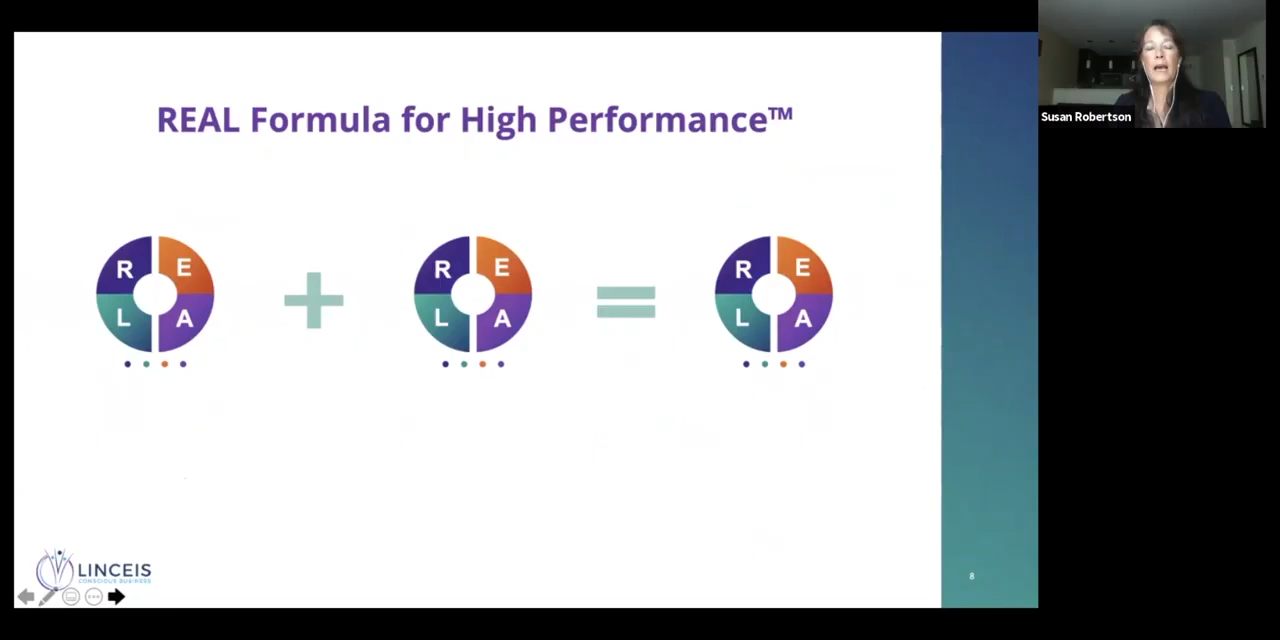 REAL Formula for High Performance™
Susan Robertson
R E
L A
+
R E
L A
=
R E
L A
LINCEIS
CONSCIOUS BUSINESS
8